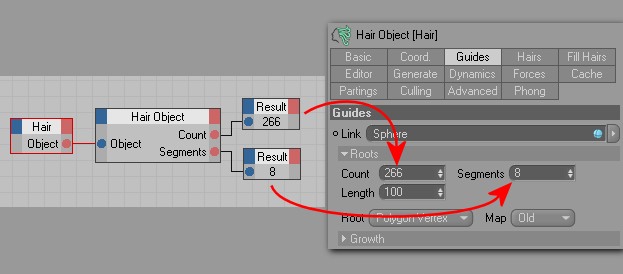 Hair
Object
Hair Object
Object
Count
Segments
Result
266
Result
8
Hair Object [Hair]
Basic Coord. Guides Hairs Fill Hairs
Editor Generate Dynamics Forces Cache
Partings Culling Advanced Phong
Guides
Link Sphere
Roots
Count 266 Segments 8
Length 100
Root Polygon Vertex Map Old
Growth